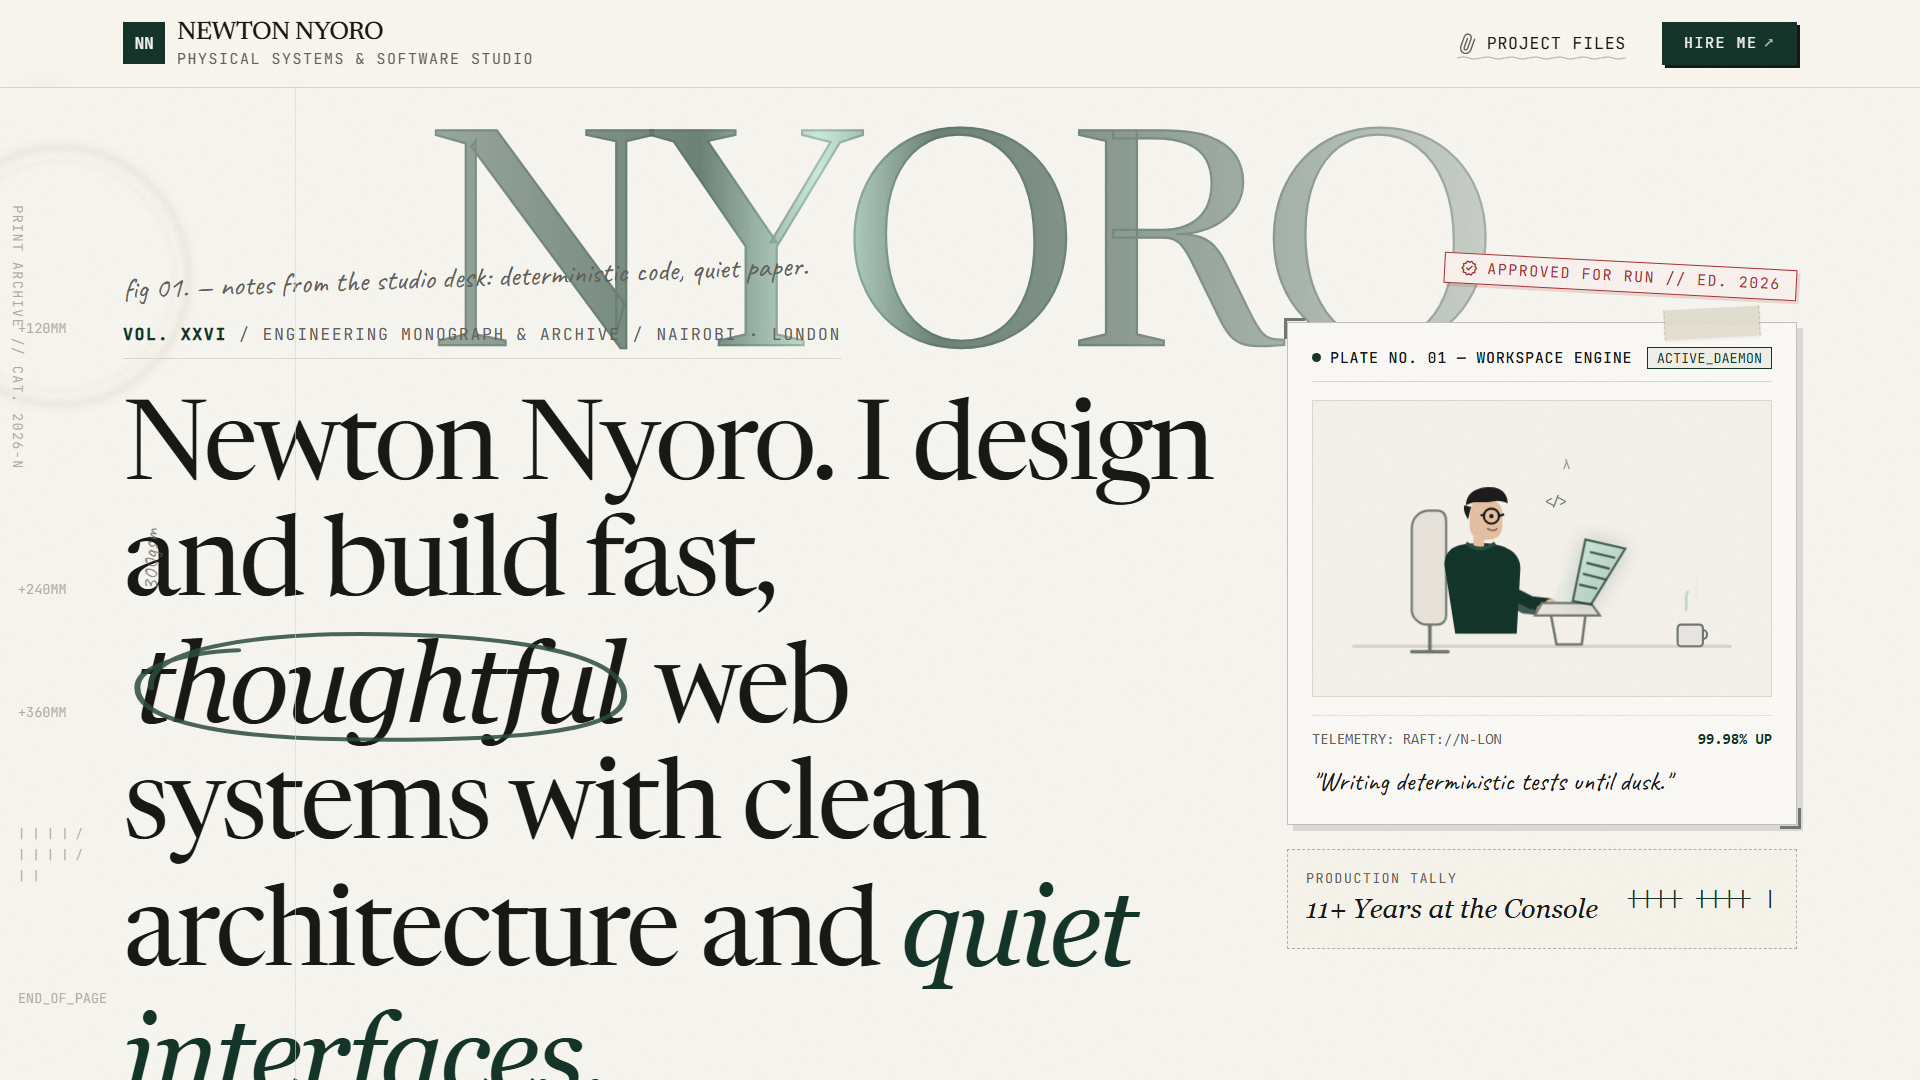 NN
NEWTON NYORO
PHYSICAL SYSTEMS & SOFTWARE STUDIO
PROJECT FILES
HIRE ME ↗
NYORO
PRINT ARCHIVE // CAT. 2026-N
+120MM
+240MM
+360MM
END_OF_PAGE
300gsm
fig 01. — notes from the studio desk: deterministic code, quiet paper.
VOL. XXVI / ENGINEERING MONOGRAPH & ARCHIVE / NAIROBI · LONDON
Newton Nyoro. I design
and build fast,
thoughtful web
systems with clean
architecture and quiet
interfaces.
APPROVED FOR RUN // ED. 2026
PLATE NO. 01 — WORKSPACE ENGINE
ACTIVE_DAEMON
λ
</>
TELEMETRY: RAFT://N-LON
99.98% UP
"Writing deterministic tests until dusk."
PRODUCTION TALLY
11+ Years at the Console